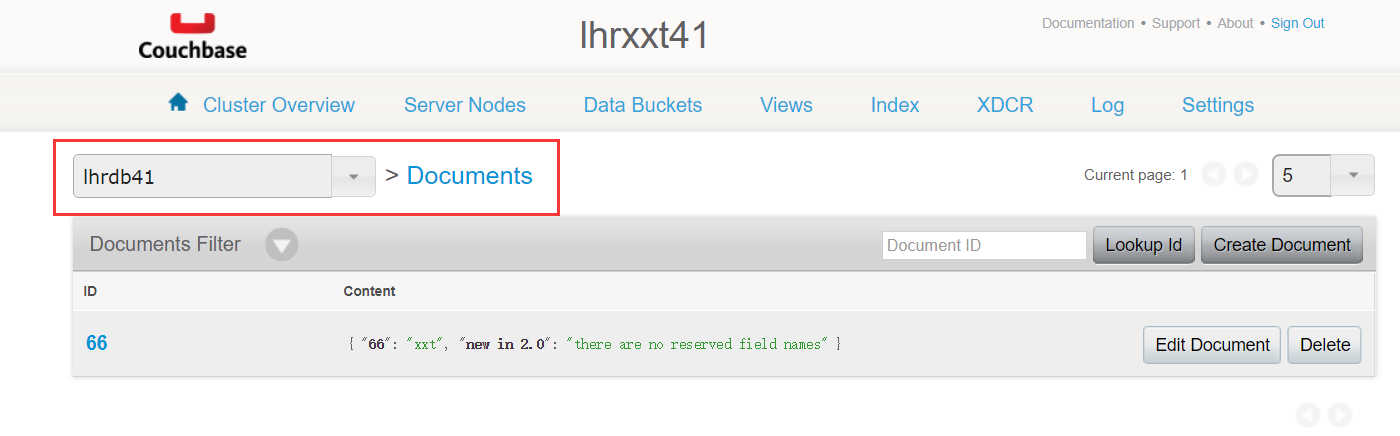 Couchbase
lhrxxt41
Documentation • Support • About • Sign Out
Cluster Overview Server Nodes Data Buckets Views Index XDCR Log Settings
lhrdb41 > Documents Current page: 1 5
Documents Filter Document ID Lookup Id Create Document
ID Content
66 { "66": "xxt", "new in 2.0": "there are no reserved field names" } Edit Document Delete